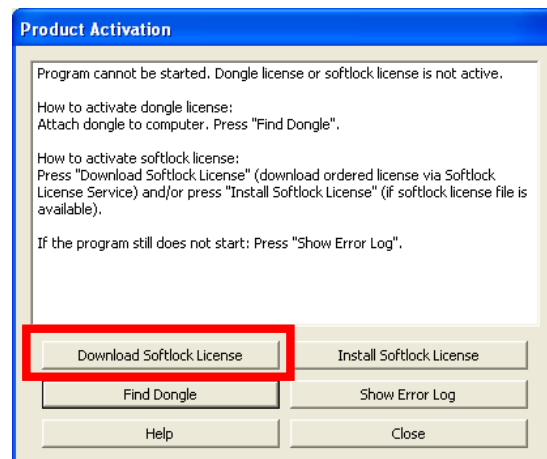 Product Activation
Program cannot be started. Dongle license or softlock license is not active.
How to activate dongle license:
Attach dongle to computer. Press "Find Dongle".
How to activate softlock license:
Press "Download Softlock License" (download ordered license via Softlock
License Service) and/or press "Install Softlock License" (if softlock license file is
available).
If the program still does not start: Press "Show Error Log".
Download Softlock License
Install Softlock License
Find Dongle
Show Error Log
Help
Close